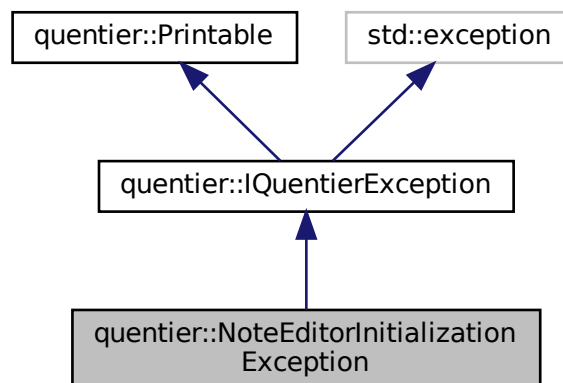 quentier::Printable
std::exception
quentier::IQuentierException
quentier::NoteEditorInitialization
Exception